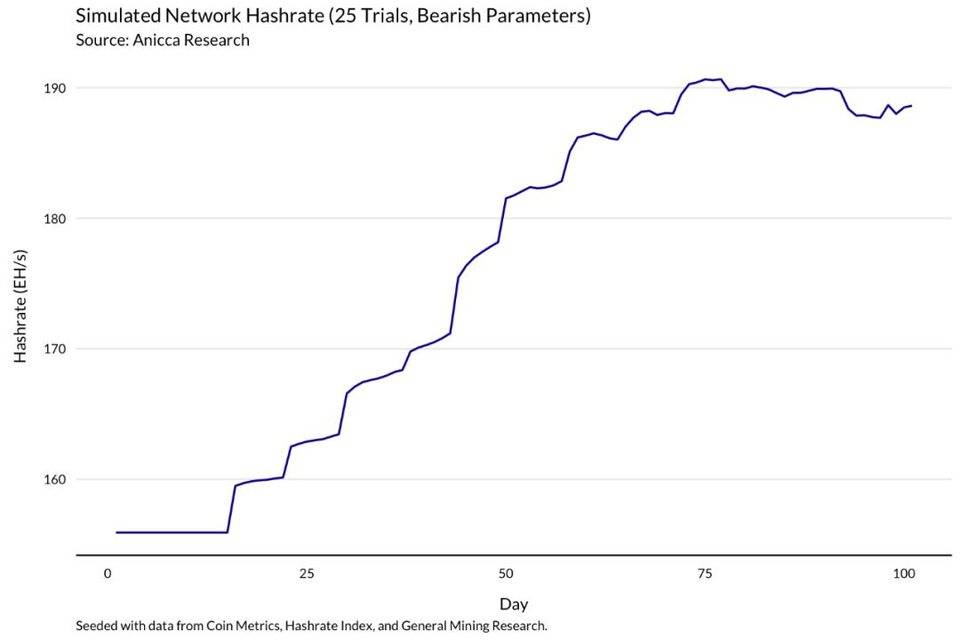 Simulated Network Hashrate (25 Trials, Bearish Parameters)
Source: Anicca Research
Hashrate (EH/s)
190
180
170
160
0 25 50 75 100
Day
Seeded with data from Coin Metrics, Hashrate Index, and General Mining Research.